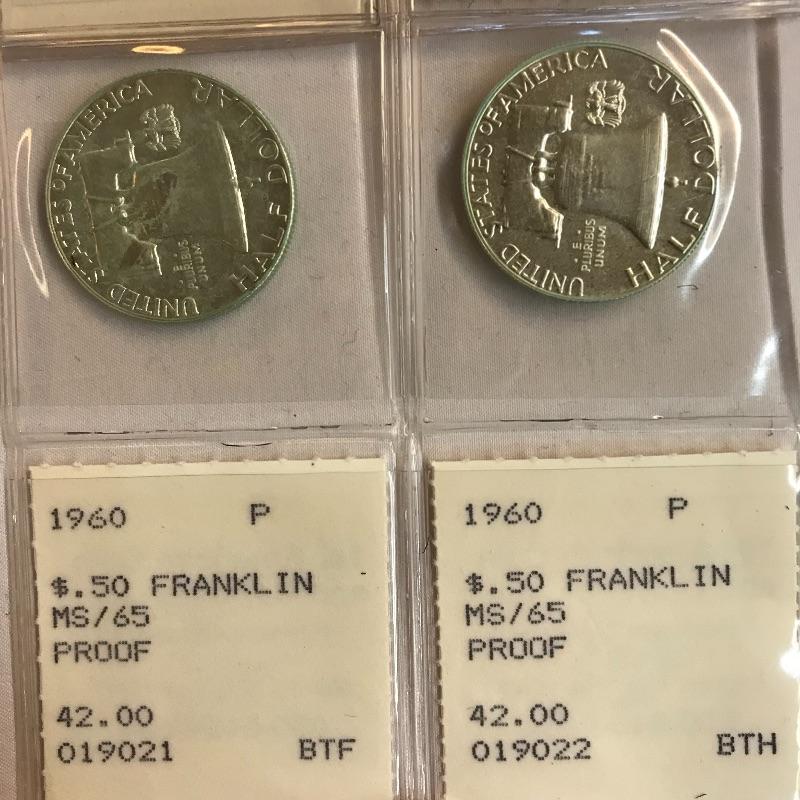 UNITED STATES OF AMERICA
HALF DOLLAR
· E ·
PLURIBUS
UNUM
UNITED STATES OF AMERICA
HALF DOLLAR
· E ·
PLURIBUS
UNUM
1960 P
$.50 FRANKLIN
MS/65
PROOF
42.00
019021 BTF
1960 P
$.50 FRANKLIN
MS/65
PROOF
42.00
019022 BTH